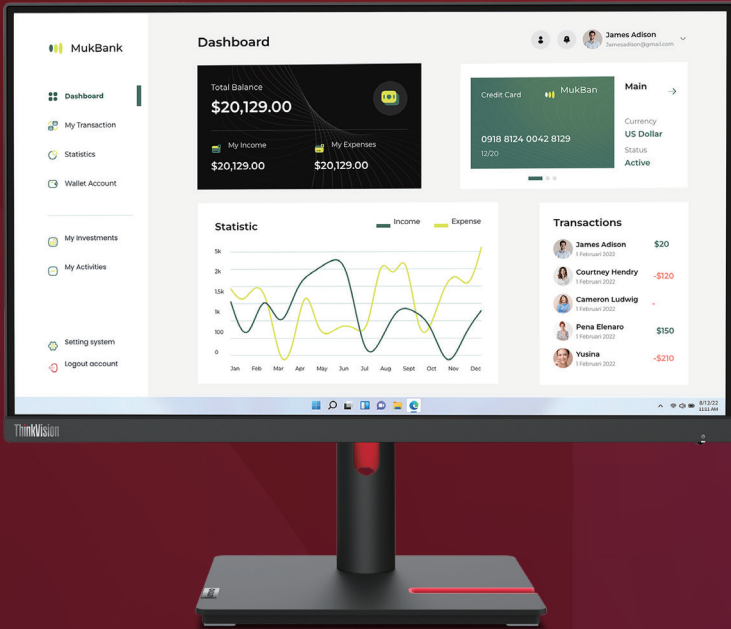 MukBank
Dashboard
My Transaction
Statistics
Wallet Account
My Investments
My Activities
Setting system
Logout account
Dashboard
James Adison
Jamesadison@gmail.com
Total Balance
$20,129.00
My Income
$20,129.00
My Expenses
$20,129.00
Credit Card
MukBan
0918 8124 0042 8129
12/20
Main
Currency
US Dollar
Status
Active
Statistic
Income
Expense
5k
2k
1,5k
1k
100
0
Jan Feb Mar Apr May Jun Jul Aug Sept Oct Nov Dec
Transactions
James Adison $20
1 Februari 2022
Courtney Hendry -$120
1 Februari 2022
Cameron Ludwig -
1 Februari 2022
Pena Elenaro $150
1 Februari 2022
Yusina -$210
1 Februari 2022
8/12/22
11:11 AM
ThinkVision